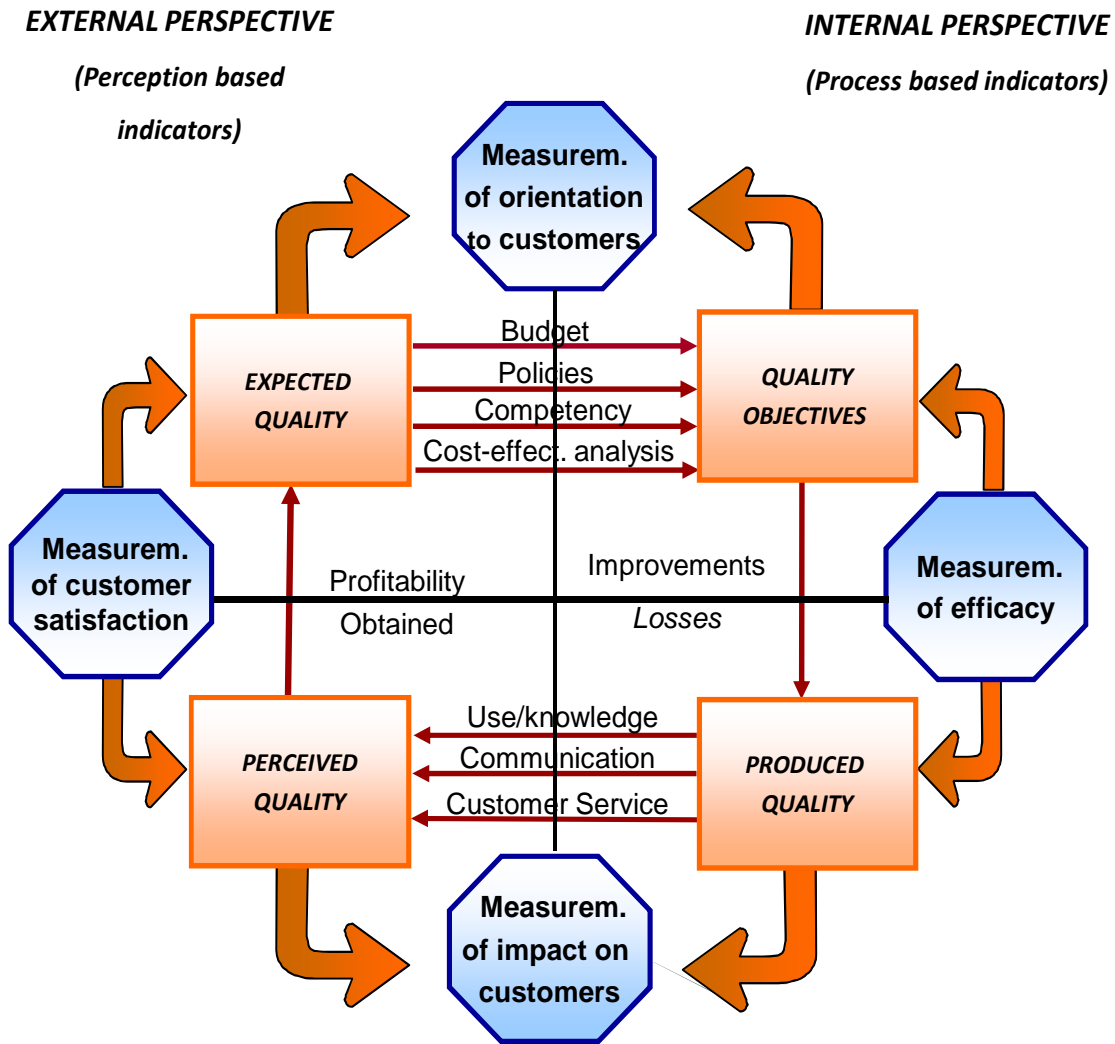 EXTERNAL PERSPECTIVE
(Perception based
indicators)
INTERNAL PERSPECTIVE
(Process based indicators)
Measurem.
of orientation
to customers
EXPECTED
QUALITY
Budget
Policies
Competency
Cost-effect. analysis
QUALITY
OBJECTIVES
Measurem.
of customer
satisfaction
Profitability
Obtained
Improvements
Losses
Measurem.
of efficacy
PERCEIVED
QUALITY
Use/knowledge
Communication
Customer Service
PRODUCED
QUALITY
Measurem.
of impact on
customers